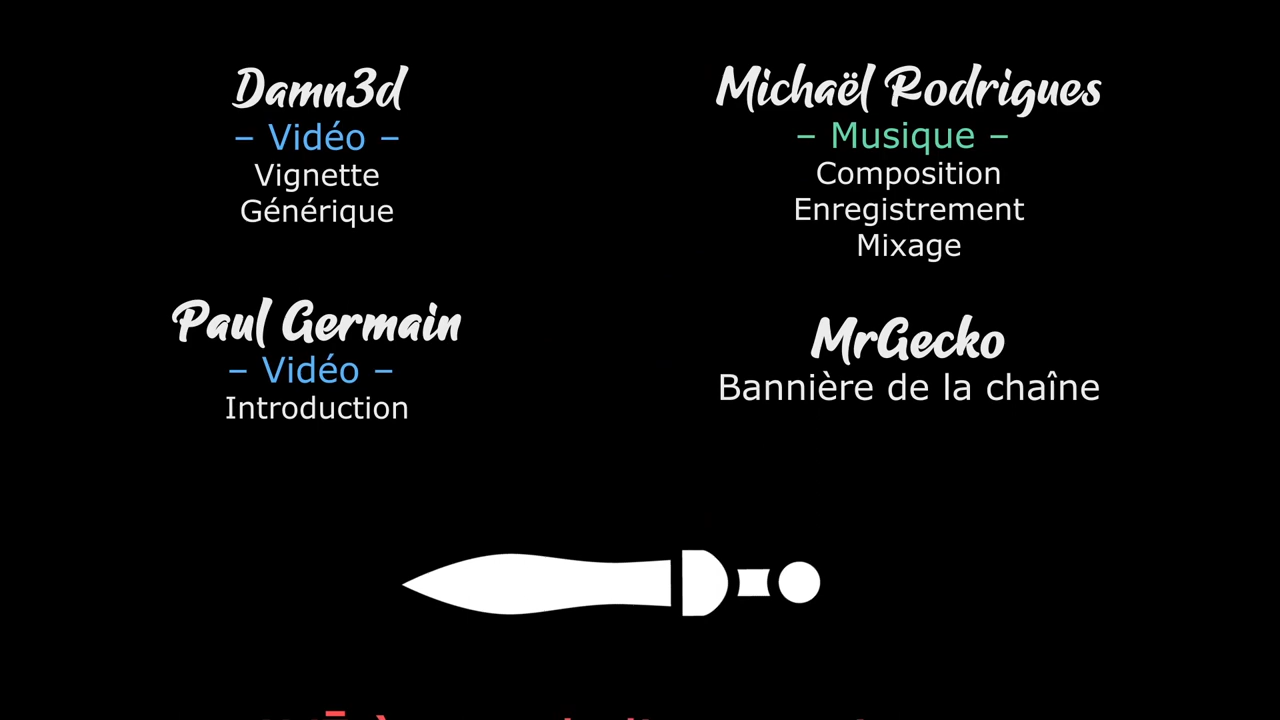 Damn3d
– Vidéo –
Vignette
Générique
Michaël Rodrigues
– Musique –
Composition
Enregistrement
Mixage
Paul Germain
– Vidéo –
Introduction
MrGecko
Bannière de la chaîne